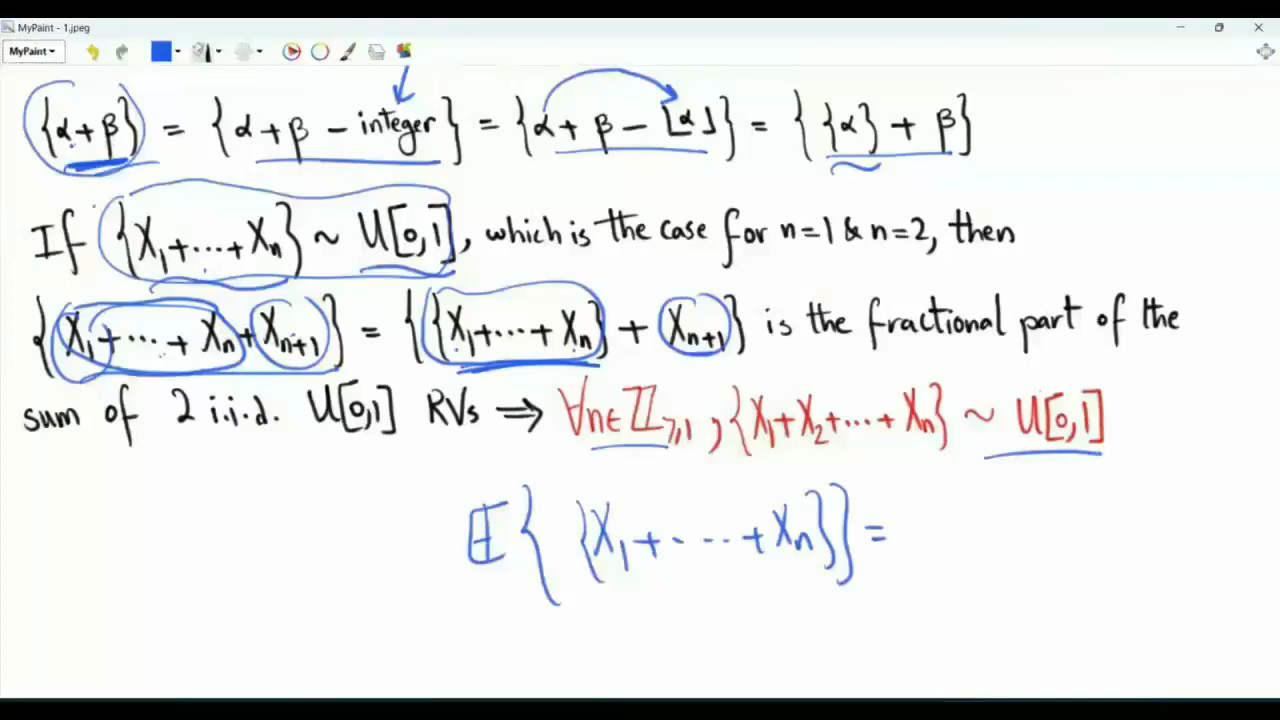 MyPaint - 1.jpeg
MyPaint
{α+β} = {α+β - integer} = {α+β - ⌊α⌋} = {{α} + β}
If {X₁+...+Xₙ} ~ U[0,1], which is the case for n=1 & n=2, then
{X₁+...+Xₙ+Xₙ₊₁} = {{X₁+...+Xₙ} + Xₙ₊₁} is the fractional part of the
sum of 2 i.i.d. U[0,1] RVs ⇒ ∀n∈ℤ⩾₁, {X₁+X₂+...+Xₙ} ~ U[0,1]
𝔼{ {X₁+...+Xₙ}} =